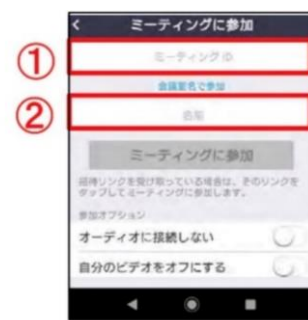 ミーティングに参加
①
ミーティングID
会議室名で参加
②
名前
ミーティングに参加
招待リンクを受け取っている場合は、そのリンクを
タップしてミーティングに参加します。
参加オプション
オーディオに接続しない
自分のビデオをオフにする